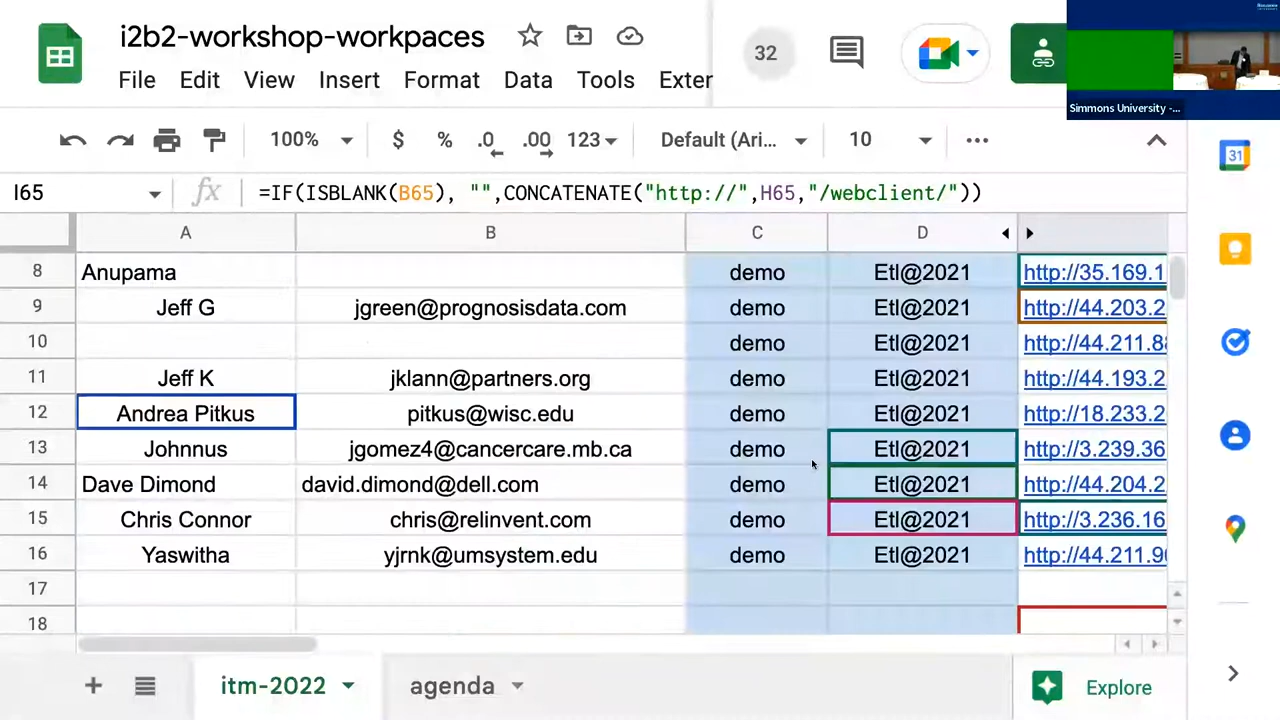 i2b2-workshop-workpaces
32
File Edit View Insert Format Data Tools Exter
Simmons University -...
100% $ % .0 .00 123 Default (Ari... 10 ...
31
I65 fx =IF(ISBLANK(B65), "",CONCATENATE("http://",H65,"/webclient/"))
A B C D
8 Anupama demo Etl@2021 http://35.169.1
9 Jeff G jgreen@prognosisdata.com demo Etl@2021 http://44.203.2
10 demo Etl@2021 http://44.211.88
11 Jeff K jklann@partners.org demo Etl@2021 http://44.193.2
12 Andrea Pitkus pitkus@wisc.edu demo Etl@2021 http://18.233.2
13 Johnnus jgomez4@cancercare.mb.ca demo Etl@2021 http://3.239.36
14 Dave Dimond david.dimond@dell.com demo Etl@2021 http://44.204.2
15 Chris Connor chris@relinvent.com demo Etl@2021 http://3.236.16
16 Yaswitha yjrnk@umsystem.edu demo Etl@2021 http://44.211.90
17
18
itm-2022 agenda Explore